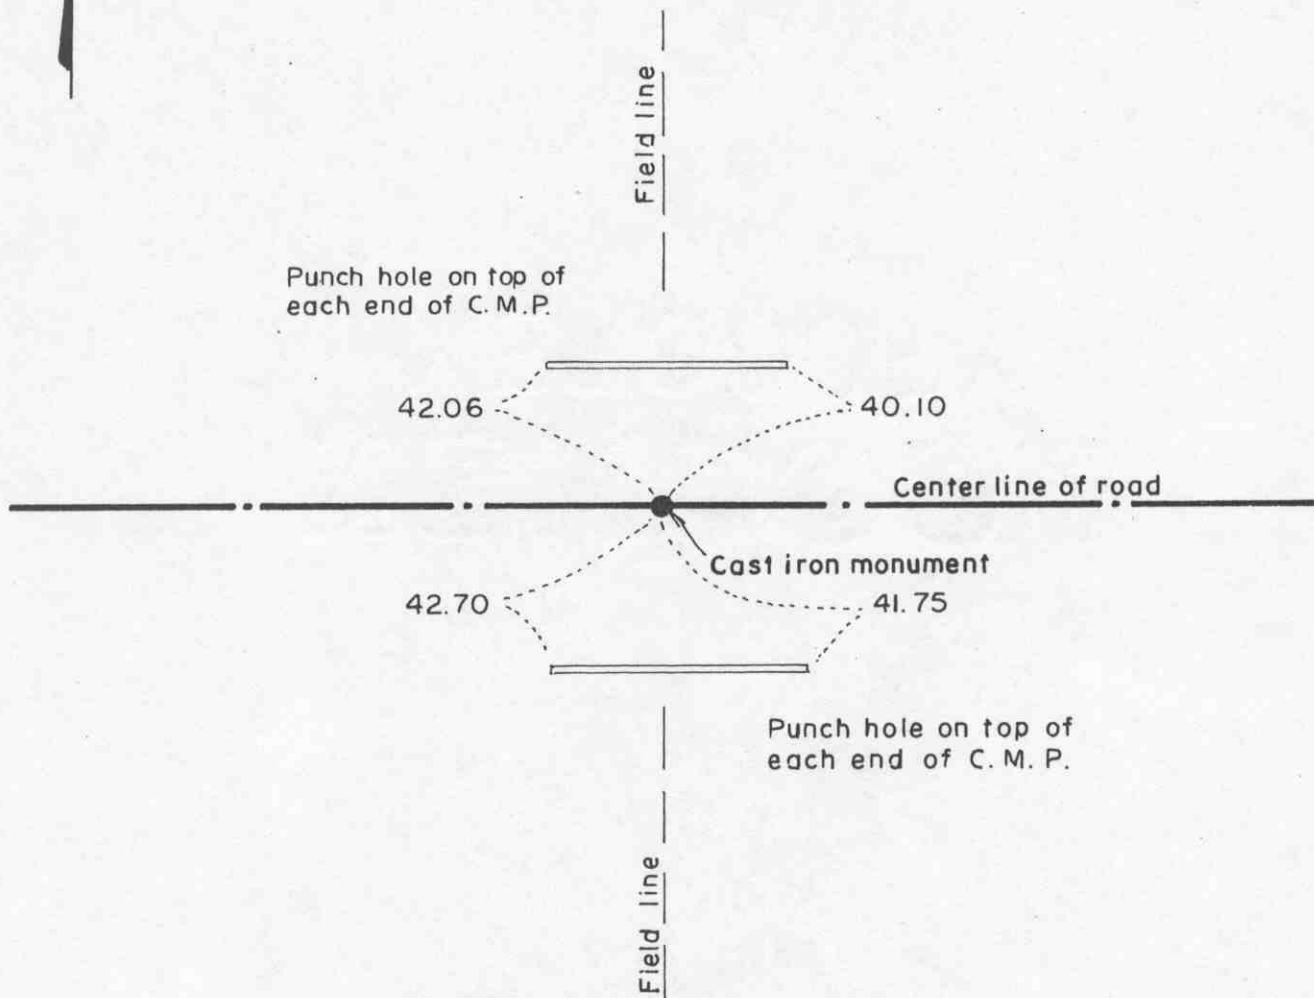 Field line
Punch hole on top of
each end of C.M.P.
42.06
40.10
Center line of road
Cast iron monument
42.70
41.75
Punch hole on top of
each end of C.M.P.
Field line